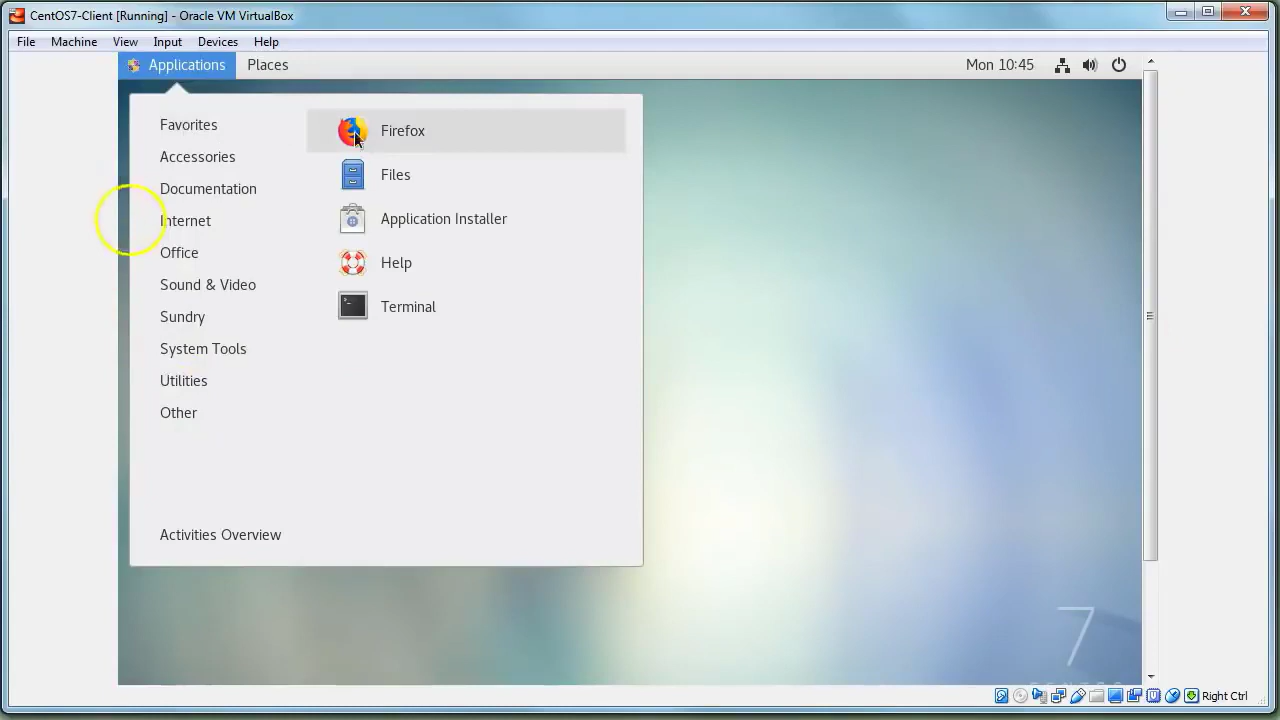 CentOS7-Client [Running] - Oracle VM VirtualBox
File Machine View Input Devices Help
Applications Places Mon 10:45
Favorites
Accessories
Documentation
Internet
Office
Sound & Video
Sundry
System Tools
Utilities
Other
Activities Overview
Firefox
Files
Application Installer
Help
Terminal
7
Right Ctrl